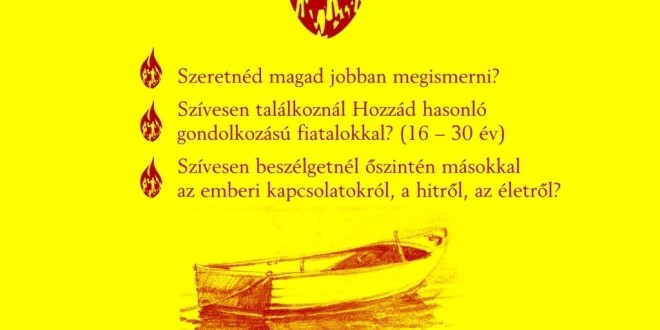 Szeretnéd magad jobban megismerni?
Szívesen találkoznál Hozzád hasonló
gondolkozású fiatalokkal? (16 – 30 év)
Szívesen beszélgetnél őszintén másokkal
az emberi kapcsolatokról, a hitről, az életről?